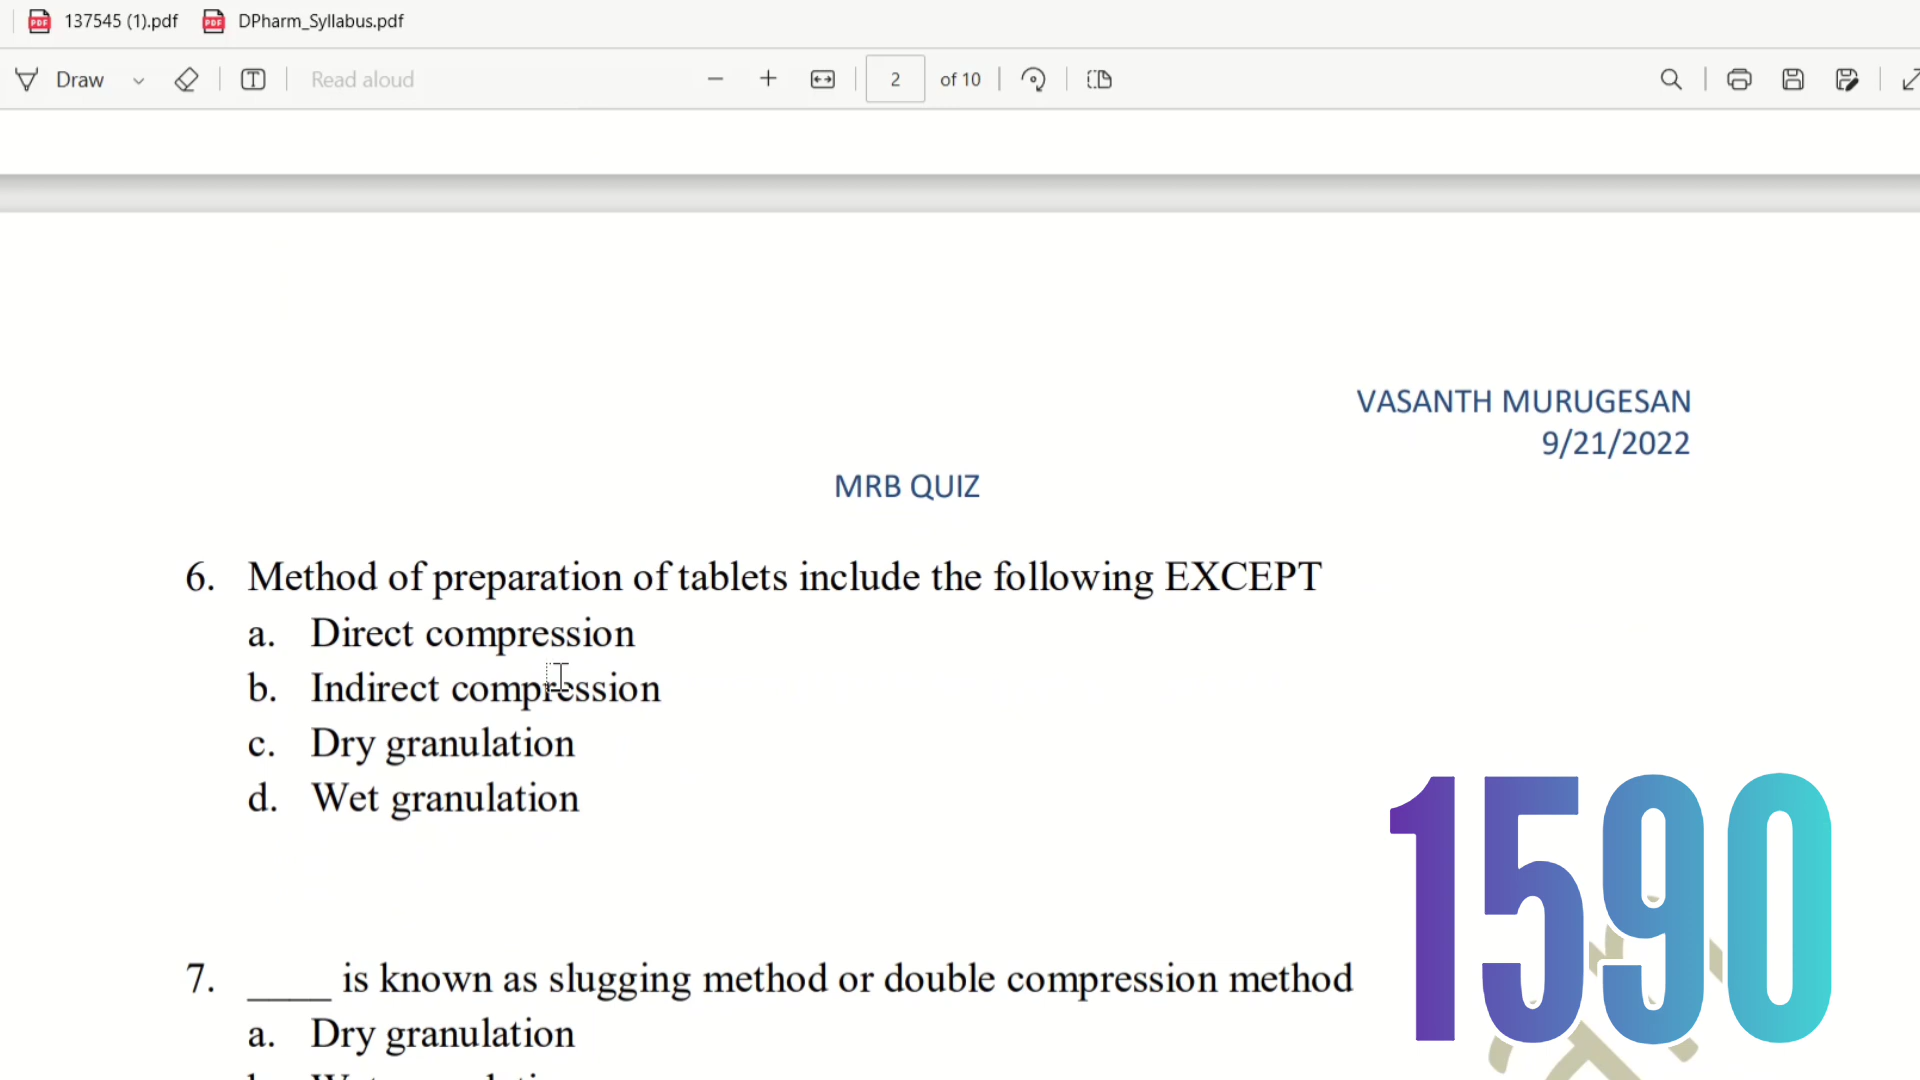 137545 (1).pdf DPharm_Syllabus.pdf
Draw Read aloud 2 of 10
VASANTH MURUGESAN
9/21/2022
MRB QUIZ
6. Method of preparation of tablets include the following EXCEPT
a. Direct compression
b. Indirect compression
c. Dry granulation
d. Wet granulation
1590
7. ____ is known as slugging method or double compression method
a. Dry granulation